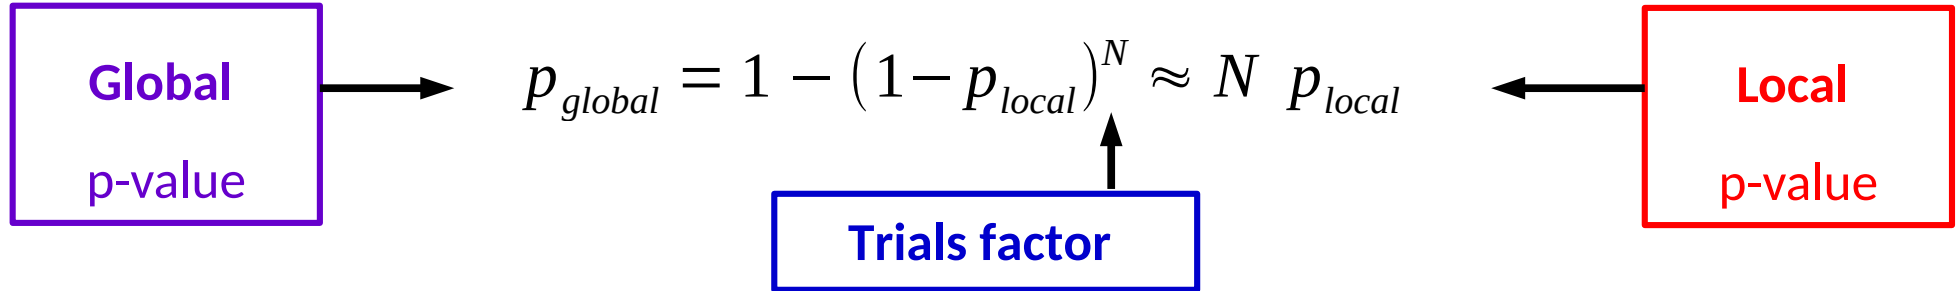 Global
p-value
p_global = 1 − (1 − p_local)^N ≈ N p_local
Local
p-value
Trials factor